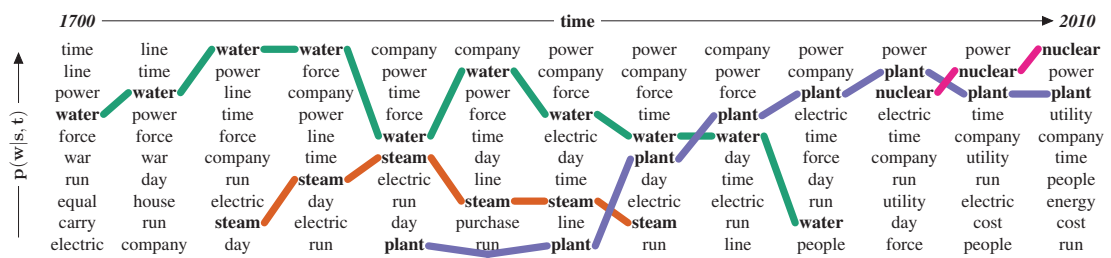 1700 time 2010
p(w|s, t)
time line water water company company power power company power power power nuclear
line time power force power water company company power company plant nuclear power
power water line company time power force force force plant nuclear plant plant
water power time power force force water time plant electric electric time utility
force force force line water time electric water water time time company company
war war company time steam day day plant day force company utility time
run day run steam electric line time day time day run electric people
equal house electric day run steam steam electric electric run utility run energy
carry run steam electric day purchase line steam run water day cost cost
electric company day run plant run plant run line people force people run